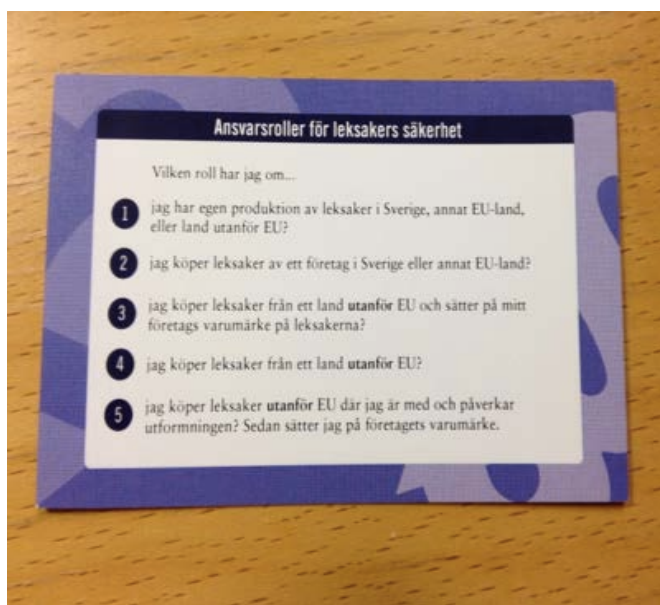 Ansvarsroller för leksakers säkerhet
Vilken roll har jag om...
1 jag har egen produktion av leksaker i Sverige, annat EU-land,
eller land utanför EU?
2 jag köper leksaker av ett företag i Sverige eller annat EU-land?
3 jag köper leksaker från ett land utanför EU och sätter på mitt
företags varumärke på leksakerna?
4 jag köper leksaker från ett land utanför EU?
5 jag köper leksaker utanför EU där jag är med och påverkar
utformningen? Sedan sätter jag på företagets varumärke.